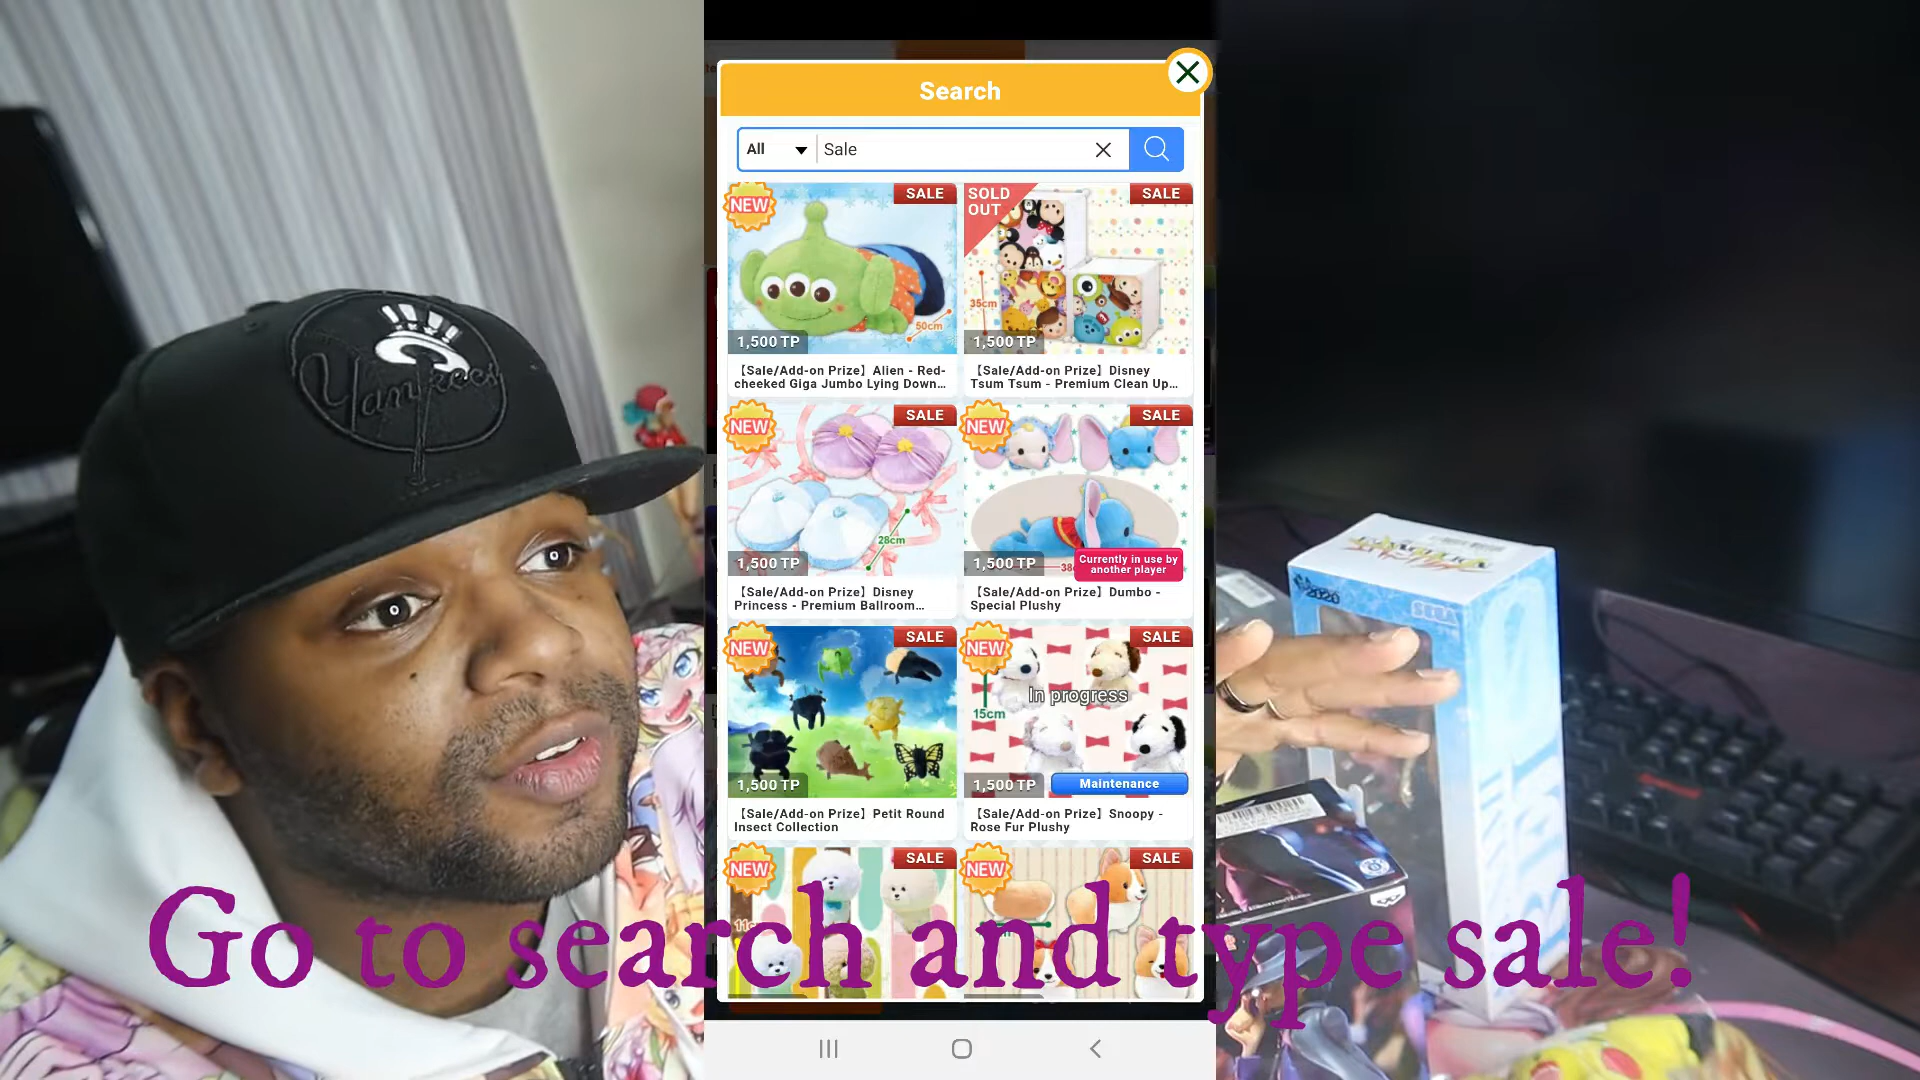 Search
All
Sale
NEW
SALE
50cm
1,500 TP
【Sale/Add-on Prize】Alien - Red-
cheeked Giga Jumbo Lying Down...
SOLD
OUT
SALE
35cm
1,500 TP
【Sale/Add-on Prize】Disney
Tsum Tsum - Premium Clean Up...
NEW
SALE
28cm
1,500 TP
【Sale/Add-on Prize】Disney
Princess - Premium Ballroom...
NEW
SALE
1,500 TP
Currently in use by
another player
【Sale/Add-on Prize】Dumbo -
Special Plushy
NEW
SALE
1,500 TP
【Sale/Add-on Prize】Petit Round
Insect Collection
NEW
SALE
In progress
15cm
1,500 TP
Maintenance
【Sale/Add-on Prize】Snoopy -
Rose Fur Plushy
NEW
SALE
NEW
SALE
Go to search and type sale!
Yankees
SEGA